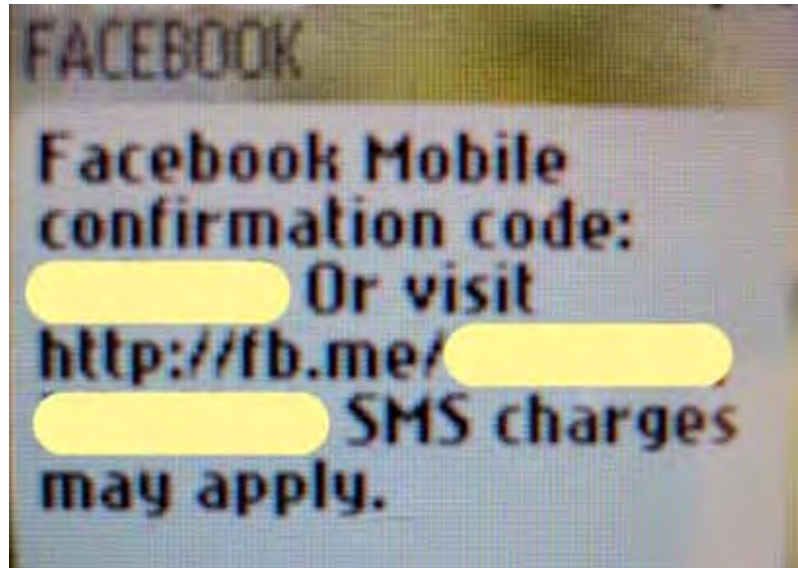 FACEBOOK
Facebook Mobile
confirmation code:
Or visit
http://fb.me/
SMS charges
may apply.